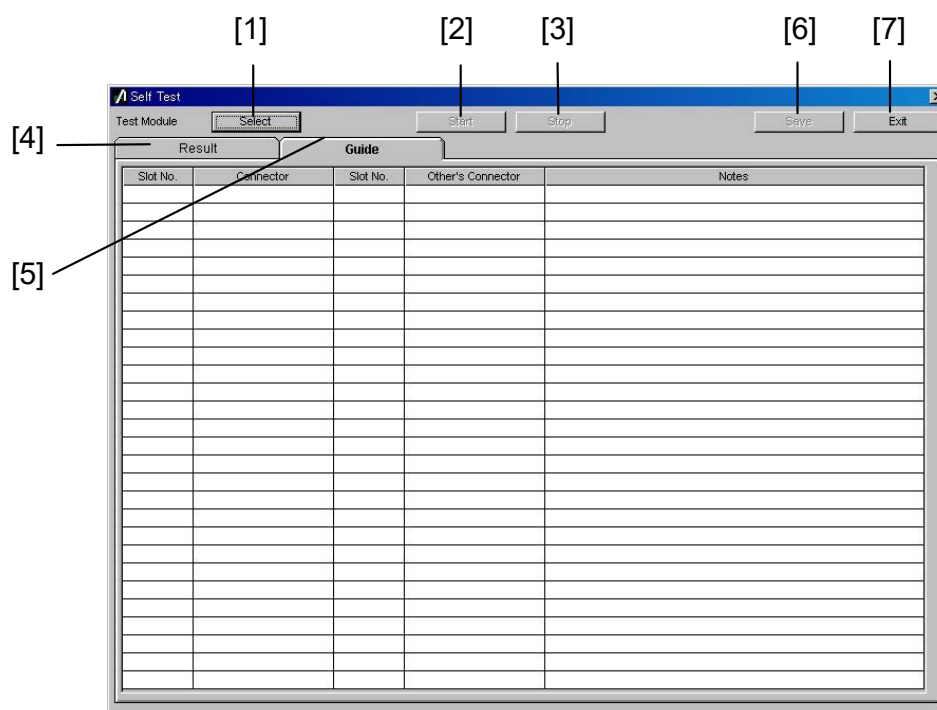 [1] [2] [3] [6] [7]
Self Test
Test Module Select Start Stop Save Exit
[4]
Result Guide
Slot No. Connector Slot No. Other's Connector Notes
[5]